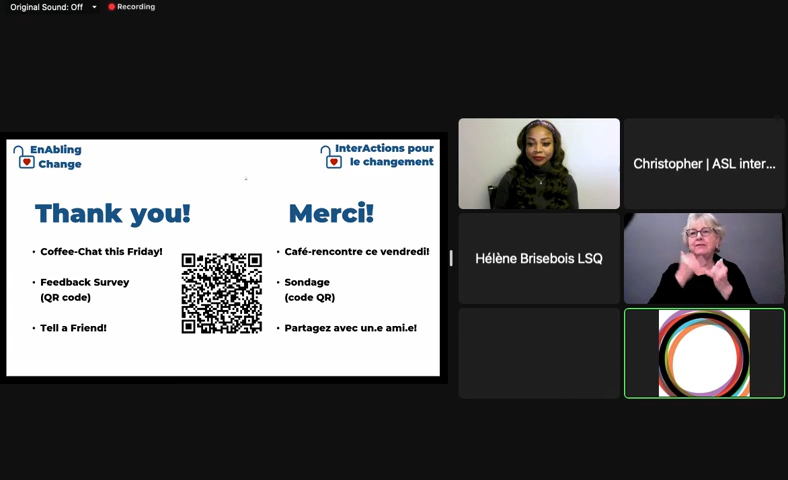 Original Sound: Off
Recording
EnAbling
Change
InterActions pour
le changement
Thank you!
Merci!
• Coffee-Chat this Friday!
• Feedback Survey
(QR code)
• Tell a Friend!
• Café-rencontre ce vendredi!
• Sondage
(code QR)
• Partagez avec un.e ami.e!
Christopher | ASL inter...
Hélène Brisebois LSQ